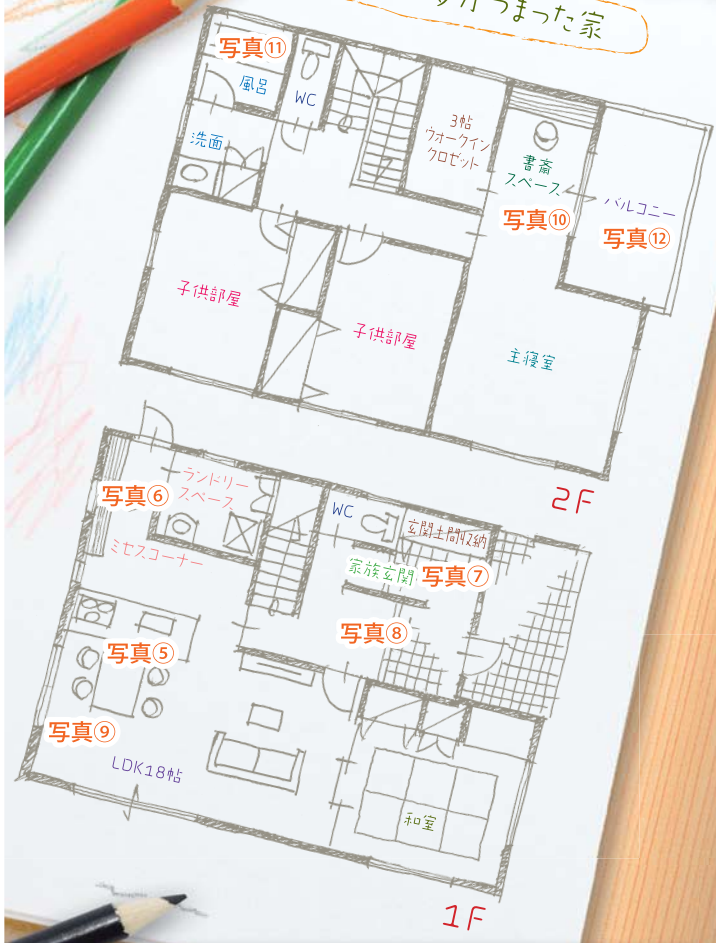 つまった家
写真⑪
風呂
WC
洗面
3帖
ウォークイン
クロゼット
書斎
スペース
写真⑩
バルコニー
写真⑫
子供部屋
子供部屋
主寝室
2F
写真⑥
ランドリー
スペース
ミセスコーナー
WC
玄関土間収納
家族玄関
写真⑦
写真⑧
写真⑤
写真⑨
LDK18帖
和室
1F